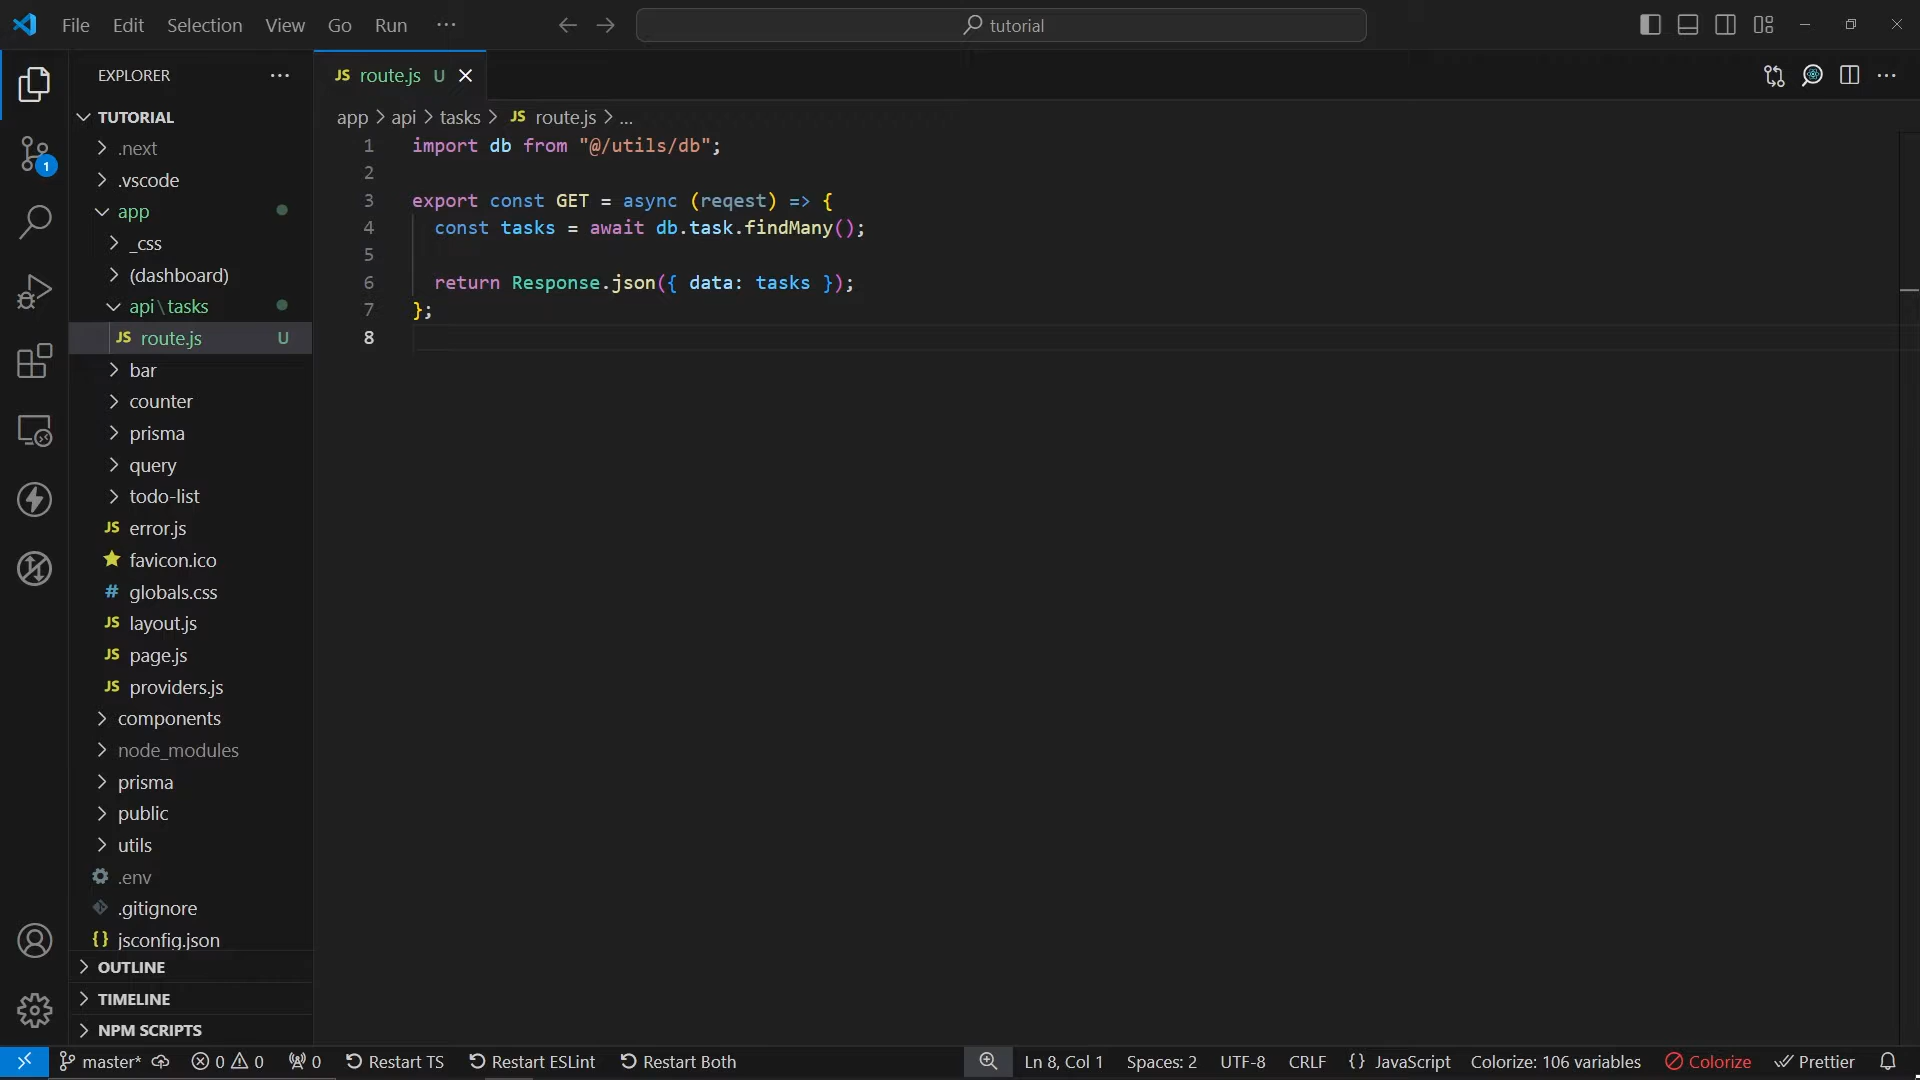 File Edit Selection View Go Run ···
tutorial
EXPLORER ···
TUTORIAL
.next
.vscode
app
_css
(dashboard)
api\tasks
JS route.js U
bar
counter
prisma
query
todo-list
JS error.js
favicon.ico
# globals.css
JS layout.js
JS page.js
JS providers.js
components
node_modules
prisma
public
utils
.env
.gitignore
{} jsconfig.json
OUTLINE
TIMELINE
NPM SCRIPTS
1
JS route.js U
app > api > tasks > JS route.js > ...
1 import db from "@/utils/db";
2
3 export const GET = async (reqest) => {
4 const tasks = await db.task.findMany();
5
6 return Response.json({ data: tasks });
7 };
8
master* 0 0 0 Restart TS Restart ESLint Restart Both Ln 8, Col 1 Spaces: 2 UTF-8 CRLF {} JavaScript Colorize: 106 variables Colorize Prettier